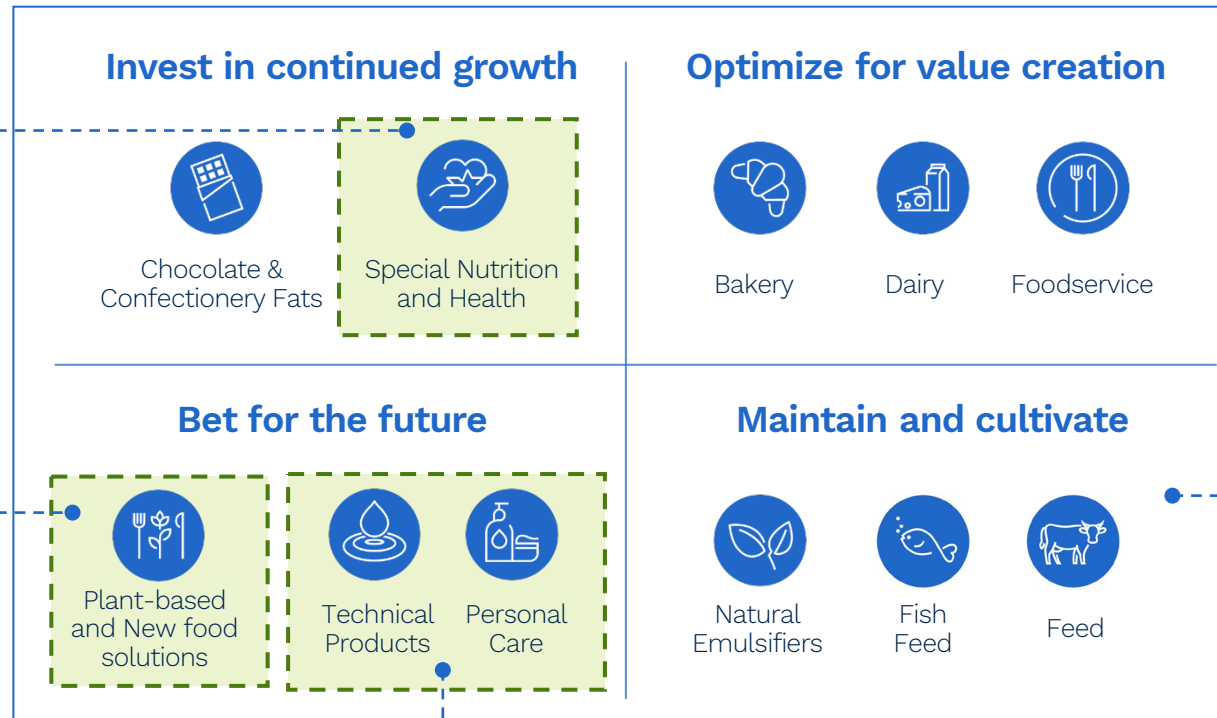 Invest in continued growth
Chocolate &
Confectionery Fats
Special Nutrition
and Health
Optimize for value creation
Bakery
Dairy
Foodservice
Bet for the future
Plant-based
and New food
solutions
Technical
Products
Personal
Care
Maintain and cultivate
Natural
Emulsifiers
Fish
Feed
Feed